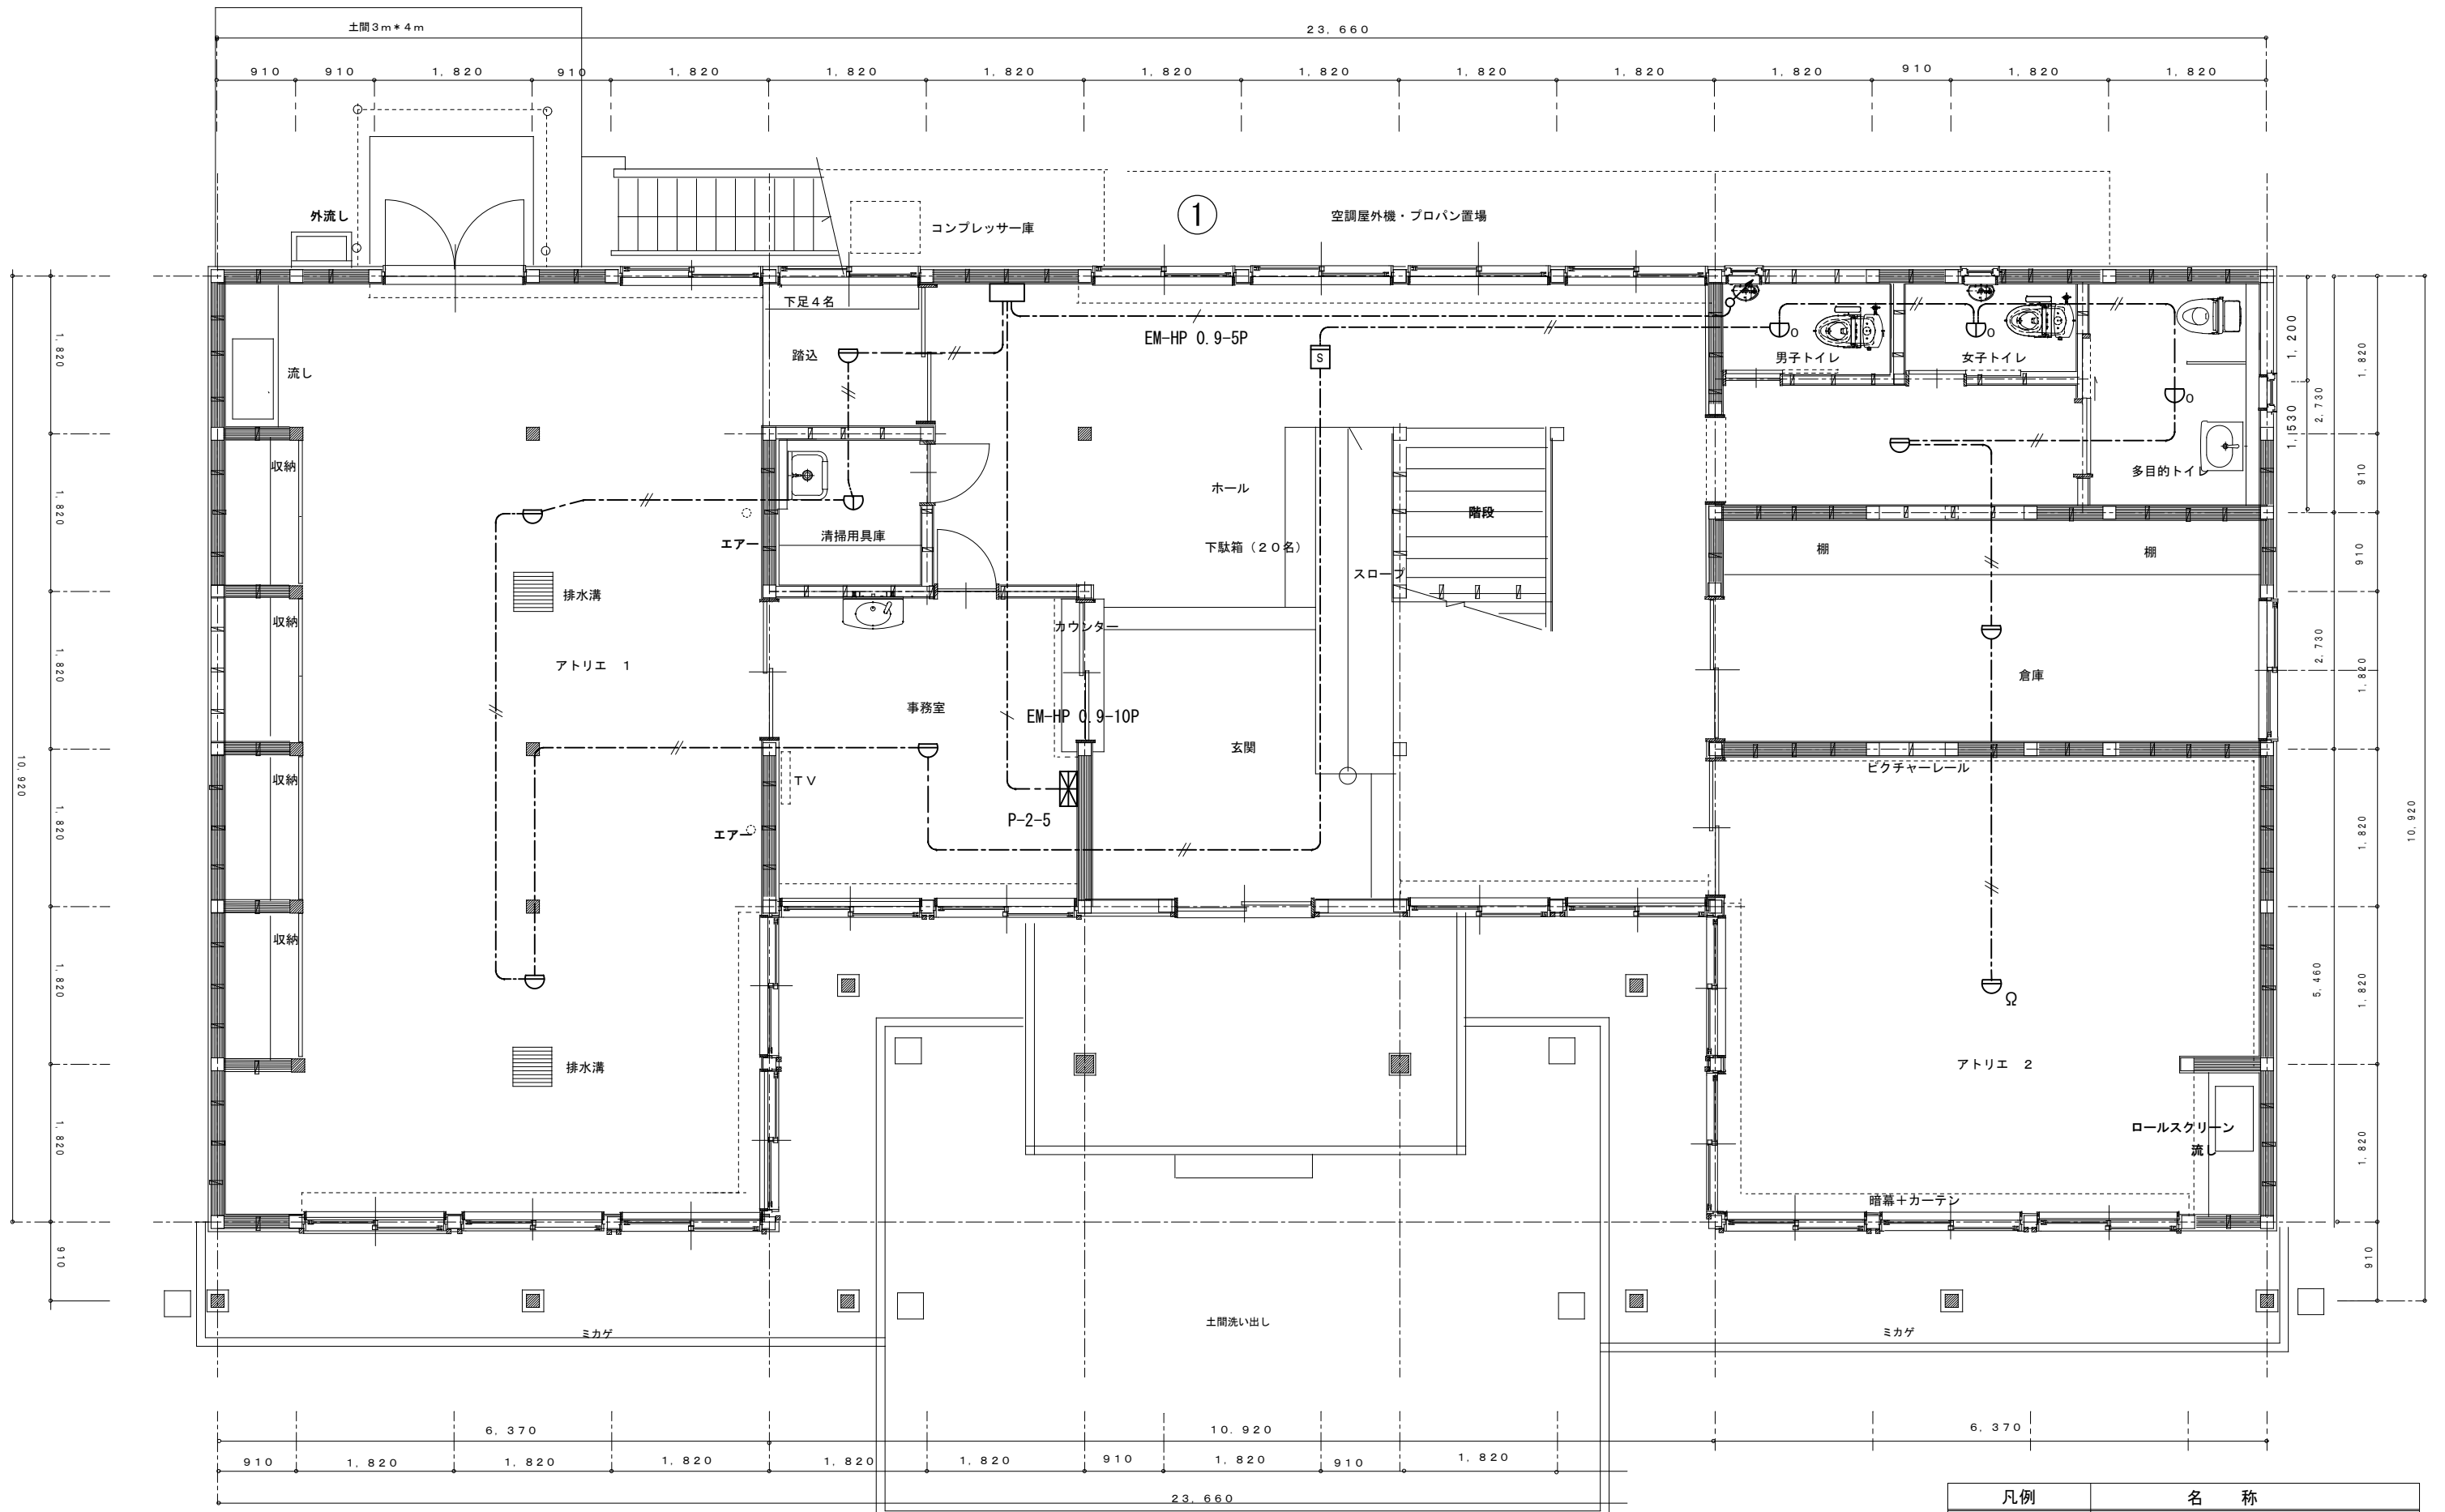 土間3m*4m
23,660
910 910 1,820 910 1,820 1,820 1,820 1,820 1,820 1,820 1,820 1,820 910 1,820 1,820
外流し
コンプレッサー庫
①
空調屋外機・プロパン置場
下足4名
EM-HP 0.9-5P
S
踏込
男子トイレ
女子トイレ
O
O
O
流し
1,820
1,200
1,820
2,730
1,530
収納
多目的トイレ
910
ホール
階段
1,820
エアー
清掃用具庫
下駄箱(20名)
棚
棚
910
スロープ
排水溝
収納
カウンター
アトリエ 1
1,820
2,730
1,820
倉庫
事務室
EM-HP 0.9-10P
玄関
10,920
収納
TV
ピクチャーレール
P-2-5
エアー
1,820
1,820
10,920
収納
1,820
5,460
1,820
Ω
排水溝
アトリエ 2
1,820
ロールスクリーン
流し
1,820
暗幕+カーテン
910
910
土間洗い出し
ミカゲ
ミカゲ
6,370
10,920
6,370
910 1,820 1,820 1,820 1,820 1,820 910 1,820 910 1,820
23,660
凡例 名 称